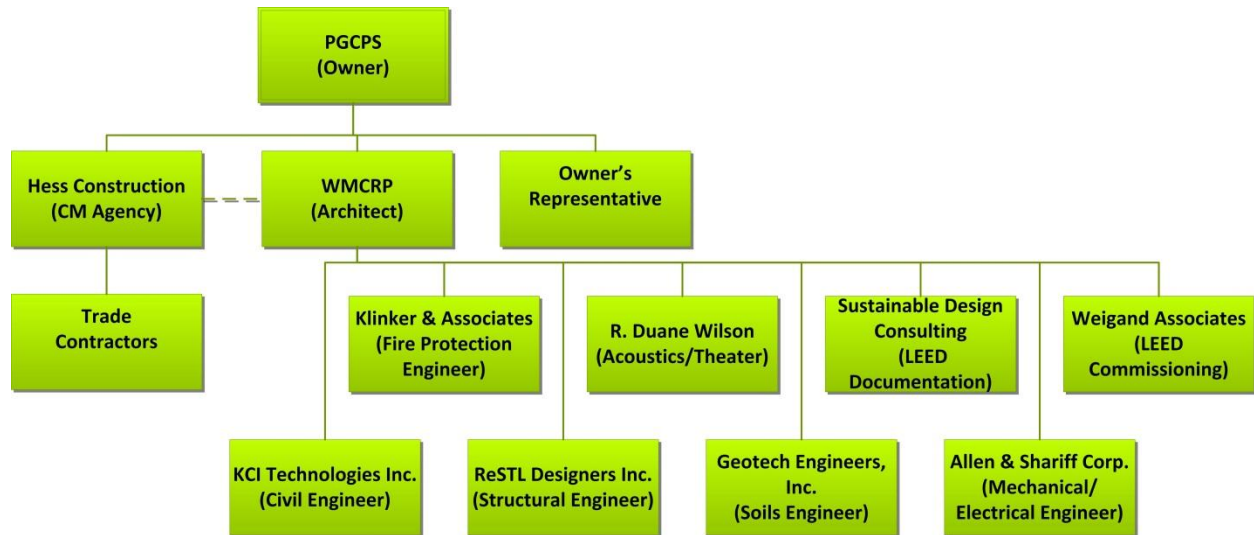 PGCPS
(Owner)
Hess Construction
(CM Agency)
WMCRP
(Architect)
Owner’s
Representative
Trade
Contractors
Klinker & Associates
(Fire Protection
Engineer)
R. Duane Wilson
(Acoustics/Theater)
Sustainable Design
Consulting
(LEED
Documentation)
Weigand Associates
(LEED
Commissioning)
KCI Technologies Inc.
(Civil Engineer)
ReSTL Designers Inc.
(Structural Engineer)
Geotech Engineers,
Inc.
(Soils Engineer)
Allen & Shariff Corp.
(Mechanical/
Electrical Engineer)